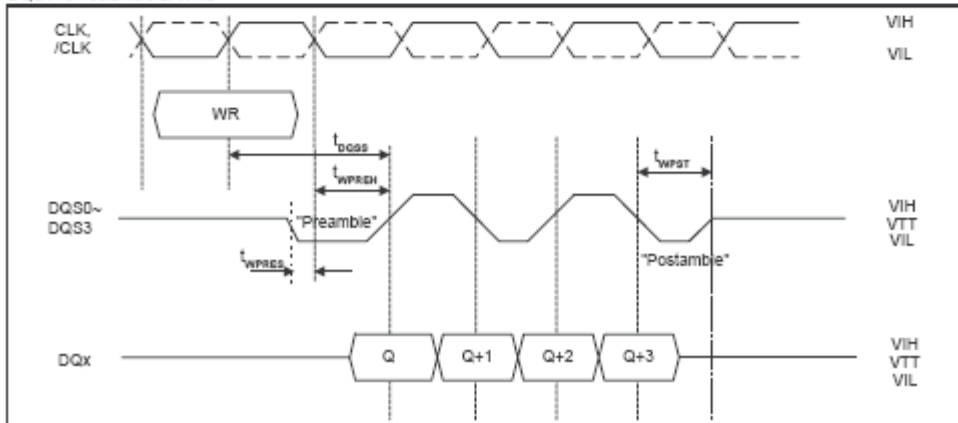 CLK,
/CLK
VIH
VIL
WR
tDQSS
tWPREH
tWPST
DQS0~
DQS3
"Preamble"
VIH
VTT
VIL
tWPRES
"Postamble"
DQx
Q
Q+1
Q+2
Q+3
VIH
VTT
VIL